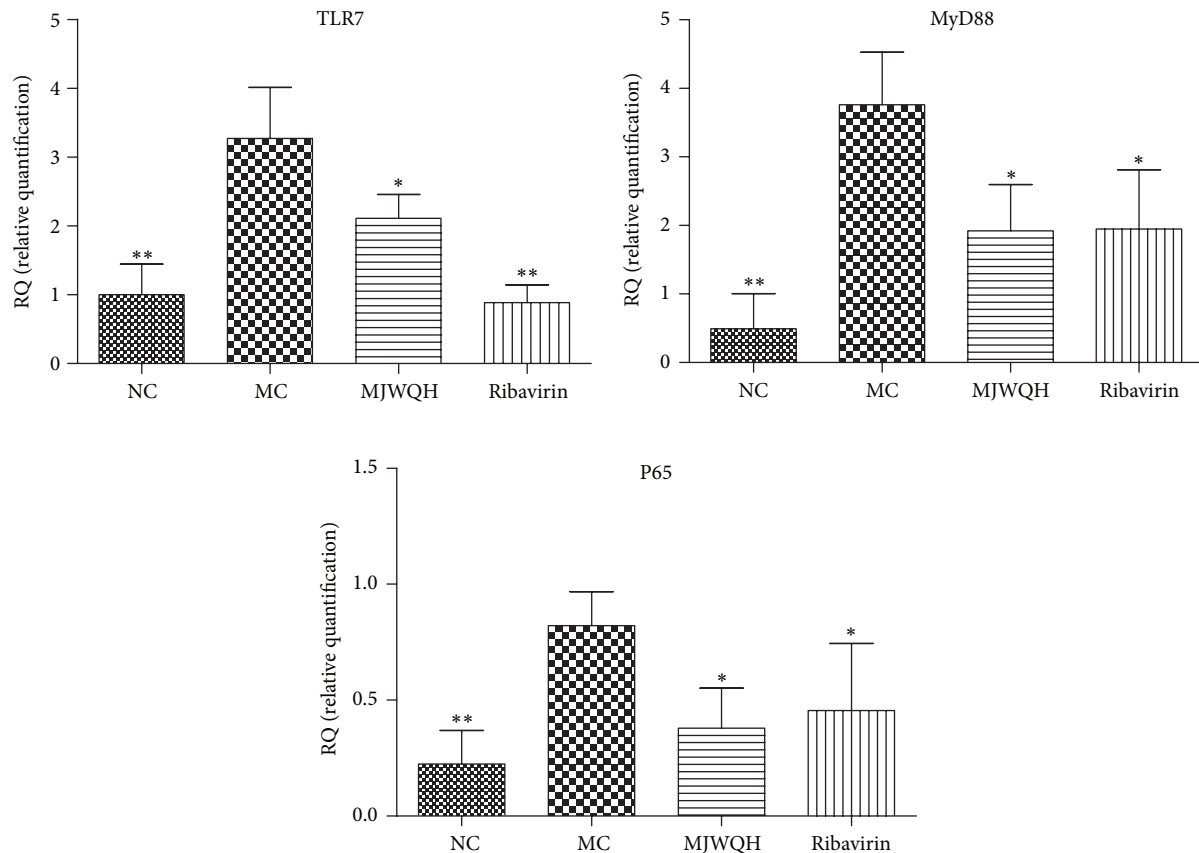 TLR7
RQ (relative quantification)
5
4
3
2
1
0
**
*
**
NC
MC
MJWQH
Ribavirin
MyD88
RQ (relative quantification)
5
4
3
2
1
0
**
*
*
NC
MC
MJWQH
Ribavirin
P65
RQ (relative quantification)
1.5
1.0
0.5
0.0
**
*
*
NC
MC
MJWQH
Ribavirin